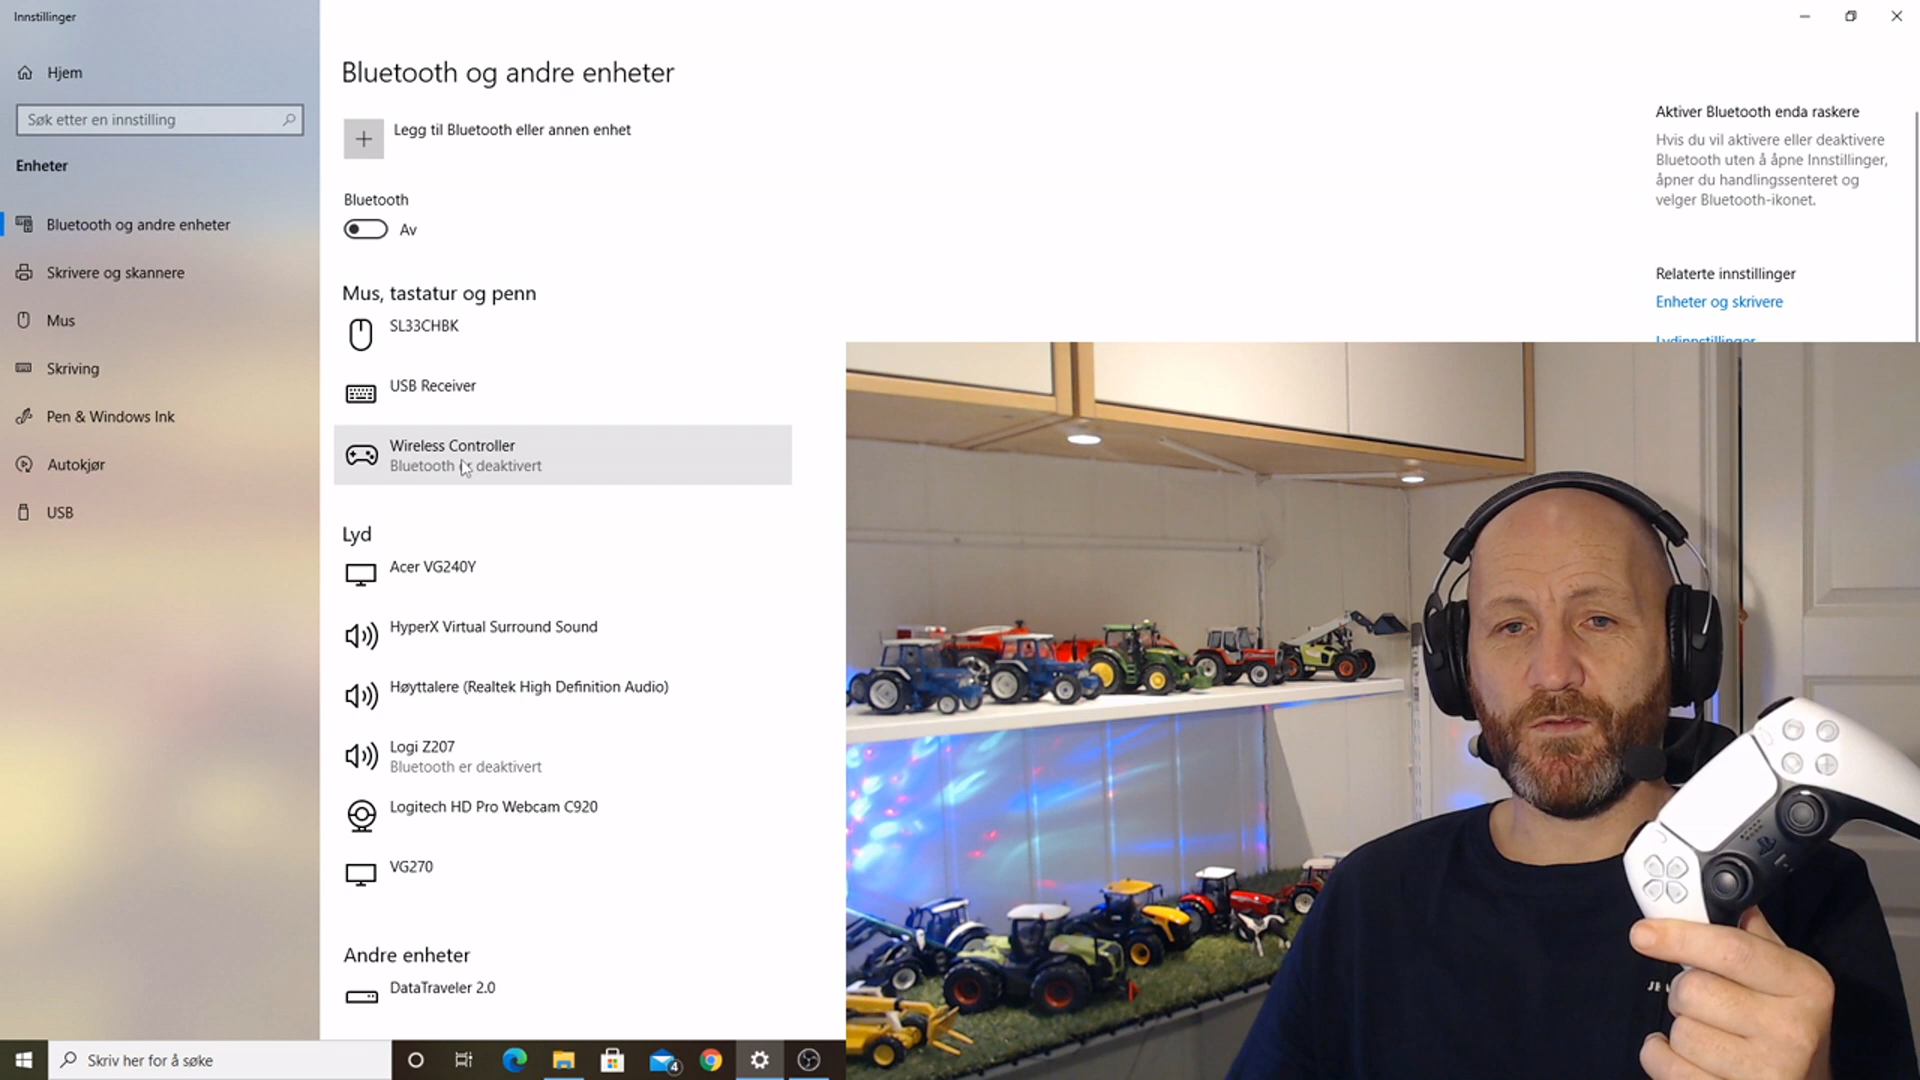 Innstillinger
Hjem
Søk etter en innstilling
Enheter
Bluetooth og andre enheter
Skrivere og skannere
Mus
Skriving
Pen & Windows Ink
Autokjør
USB
Bluetooth og andre enheter
Legg til Bluetooth eller annen enhet
Bluetooth
Av
Mus, tastatur og penn
SL33CHBK
USB Receiver
Wireless Controller
Bluetooth er deaktivert
Lyd
Acer VG240Y
HyperX Virtual Surround Sound
Høyttalere (Realtek High Definition Audio)
Logi Z207
Bluetooth er deaktivert
Logitech HD Pro Webcam C920
VG270
Andre enheter
DataTraveler 2.0
Aktiver Bluetooth enda raskere
Hvis du vil aktivere eller deaktivere
Bluetooth uten å åpne Innstillinger,
åpner du handlingssenteret og
velger Bluetooth-ikonet.
Relaterte innstillinger
Enheter og skrivere
Lydinnstillinger
Skriv her for å søke
4